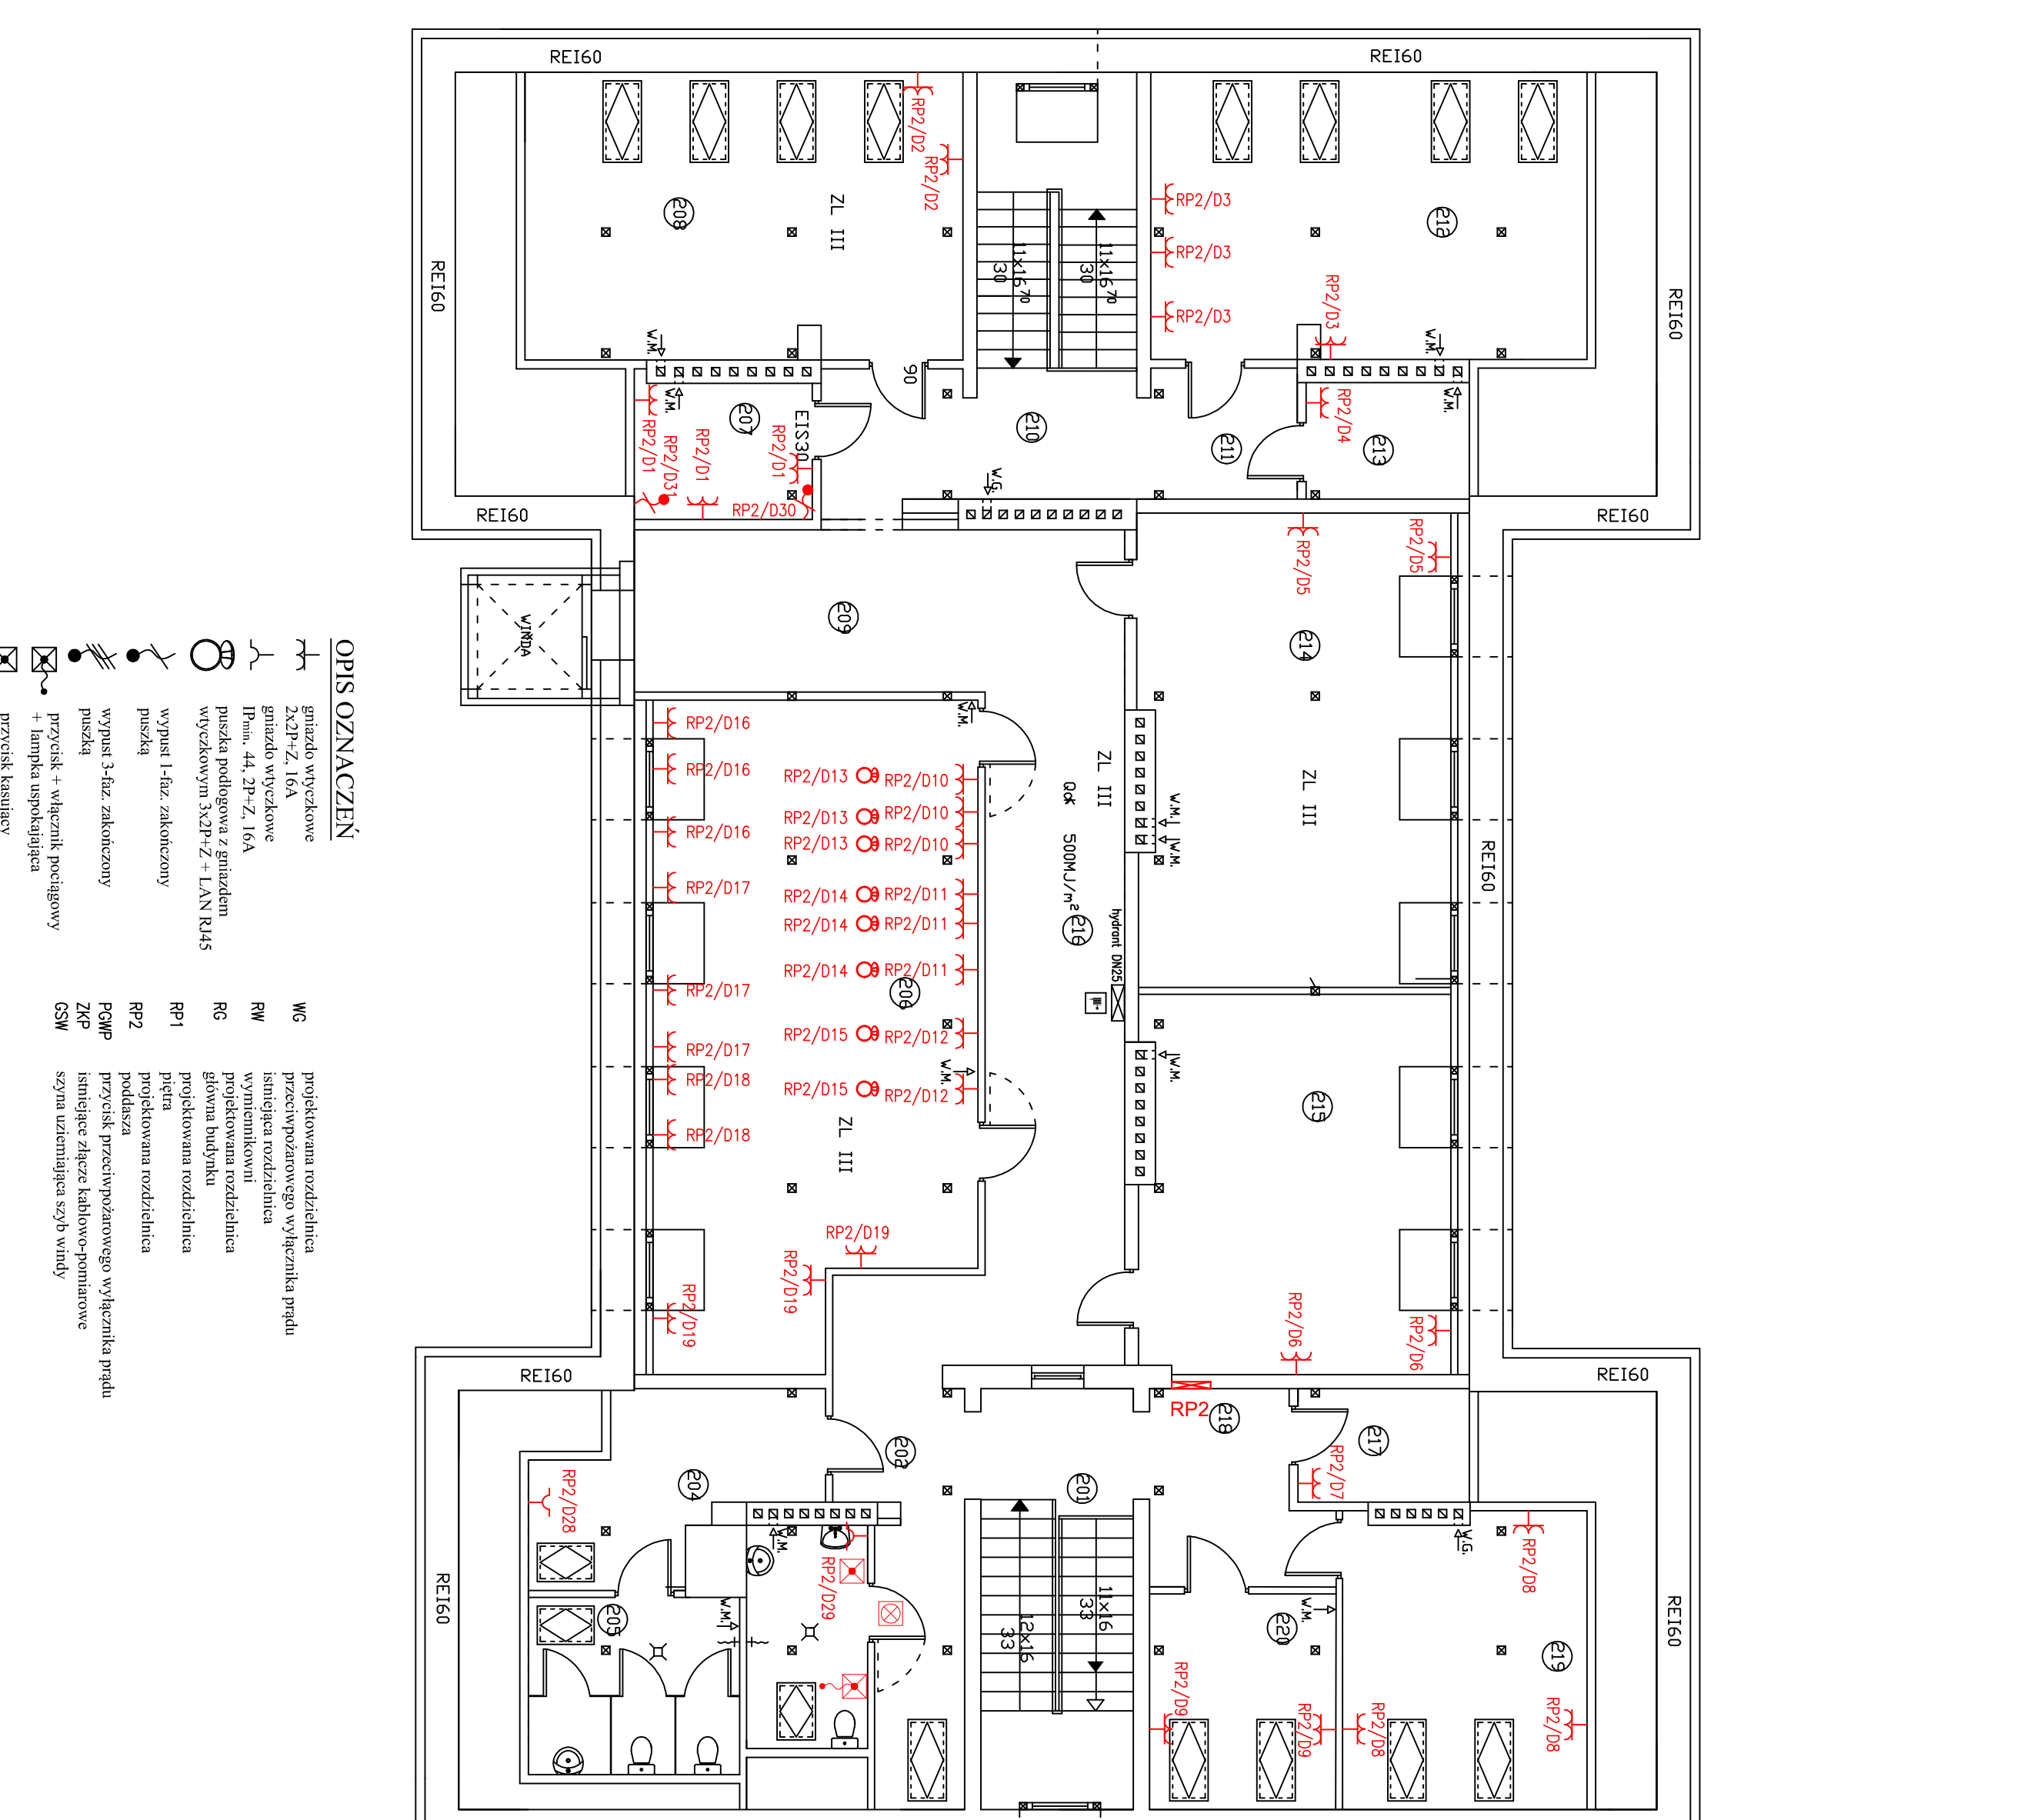 REI60
REI60
RP2/D2
RP2/D2
ZL III
208
RP2/D3
RP2/D3
RP2/D3
212
11x16
30
70
11x16
30
70
REI60
REI60
RP2/D3
W.M.
W.M.
90
W.M.
W.M.
RP2/D1
207
RP2/D1
RP2/D31
RP2/D1
EIS30
RP2/D30
210
W.G.
211
RP2/D4
213
REI60
REI60
RP2/D5
RP2/D5
WINDA
209
214
W.M.
RP2/D16
RP2/D16
RP2/D16
RP2/D17
RP2/D17
RP2/D17
RP2/D18
RP2/D18
RP2/D13
RP2/D10
RP2/D13
RP2/D10
RP2/D13
RP2/D10
RP2/D14
RP2/D11
RP2/D14
RP2/D11
RP2/D14
RP2/D11
RP2/D15
RP2/D12
RP2/D15
RP2/D12
206
ZL III
W.M.
ZL III
500MJ/m²
216
hydrant DN25
W.M.
W.M.
W.M.
ZL III
REI60
215
RP2/D19
RP2/D19
RP2/D19
RP2/D6
RP2/D6
REI60
REI60
RP2
218
217
RP2/D7
202
201
204
RP2/D28
W.M.
RP2/D29
205
W.M.
12x16
33
11x16
33
W.G.
RP2/D8
W.M.
220
219
RP2/D9
RP2/D9
RP2/D8
RP2/D8
REI60
REI60
OPIS OZNACZEŃ
gniazdo wtyczkowe
2x2P+Z, 16A
gniazdo wtyczkowe
IPmin. 44, 2P+Z, 16A
puszka podłogowa z gniazdem
wtyczkowym 3x2P+Z + LAN RJ45
wypust 1-faz. zakończony
puszką
wypust 3-faz. zakończony
puszką
przycisk + włącznik pociągowy
+ lampka uspokajająca
przycisk kasujący
WG
projektowana rozdzielnica
przeciwpożarowego wyłącznika prądu
RW
istniejąca rozdzielnica
wymiennikowni
RG
projektowana rozdzielnica
główna budynku
RP1
projektowana rozdzielnica
piętra
RP2
projektowana rozdzielnica
poddasza
PGWP
przycisk przeciwpożarowego wyłącznika prądu
ZKP
istniejące złącze kablowo-pomiarowe
GSW
szyna uziemiająca szyb windy